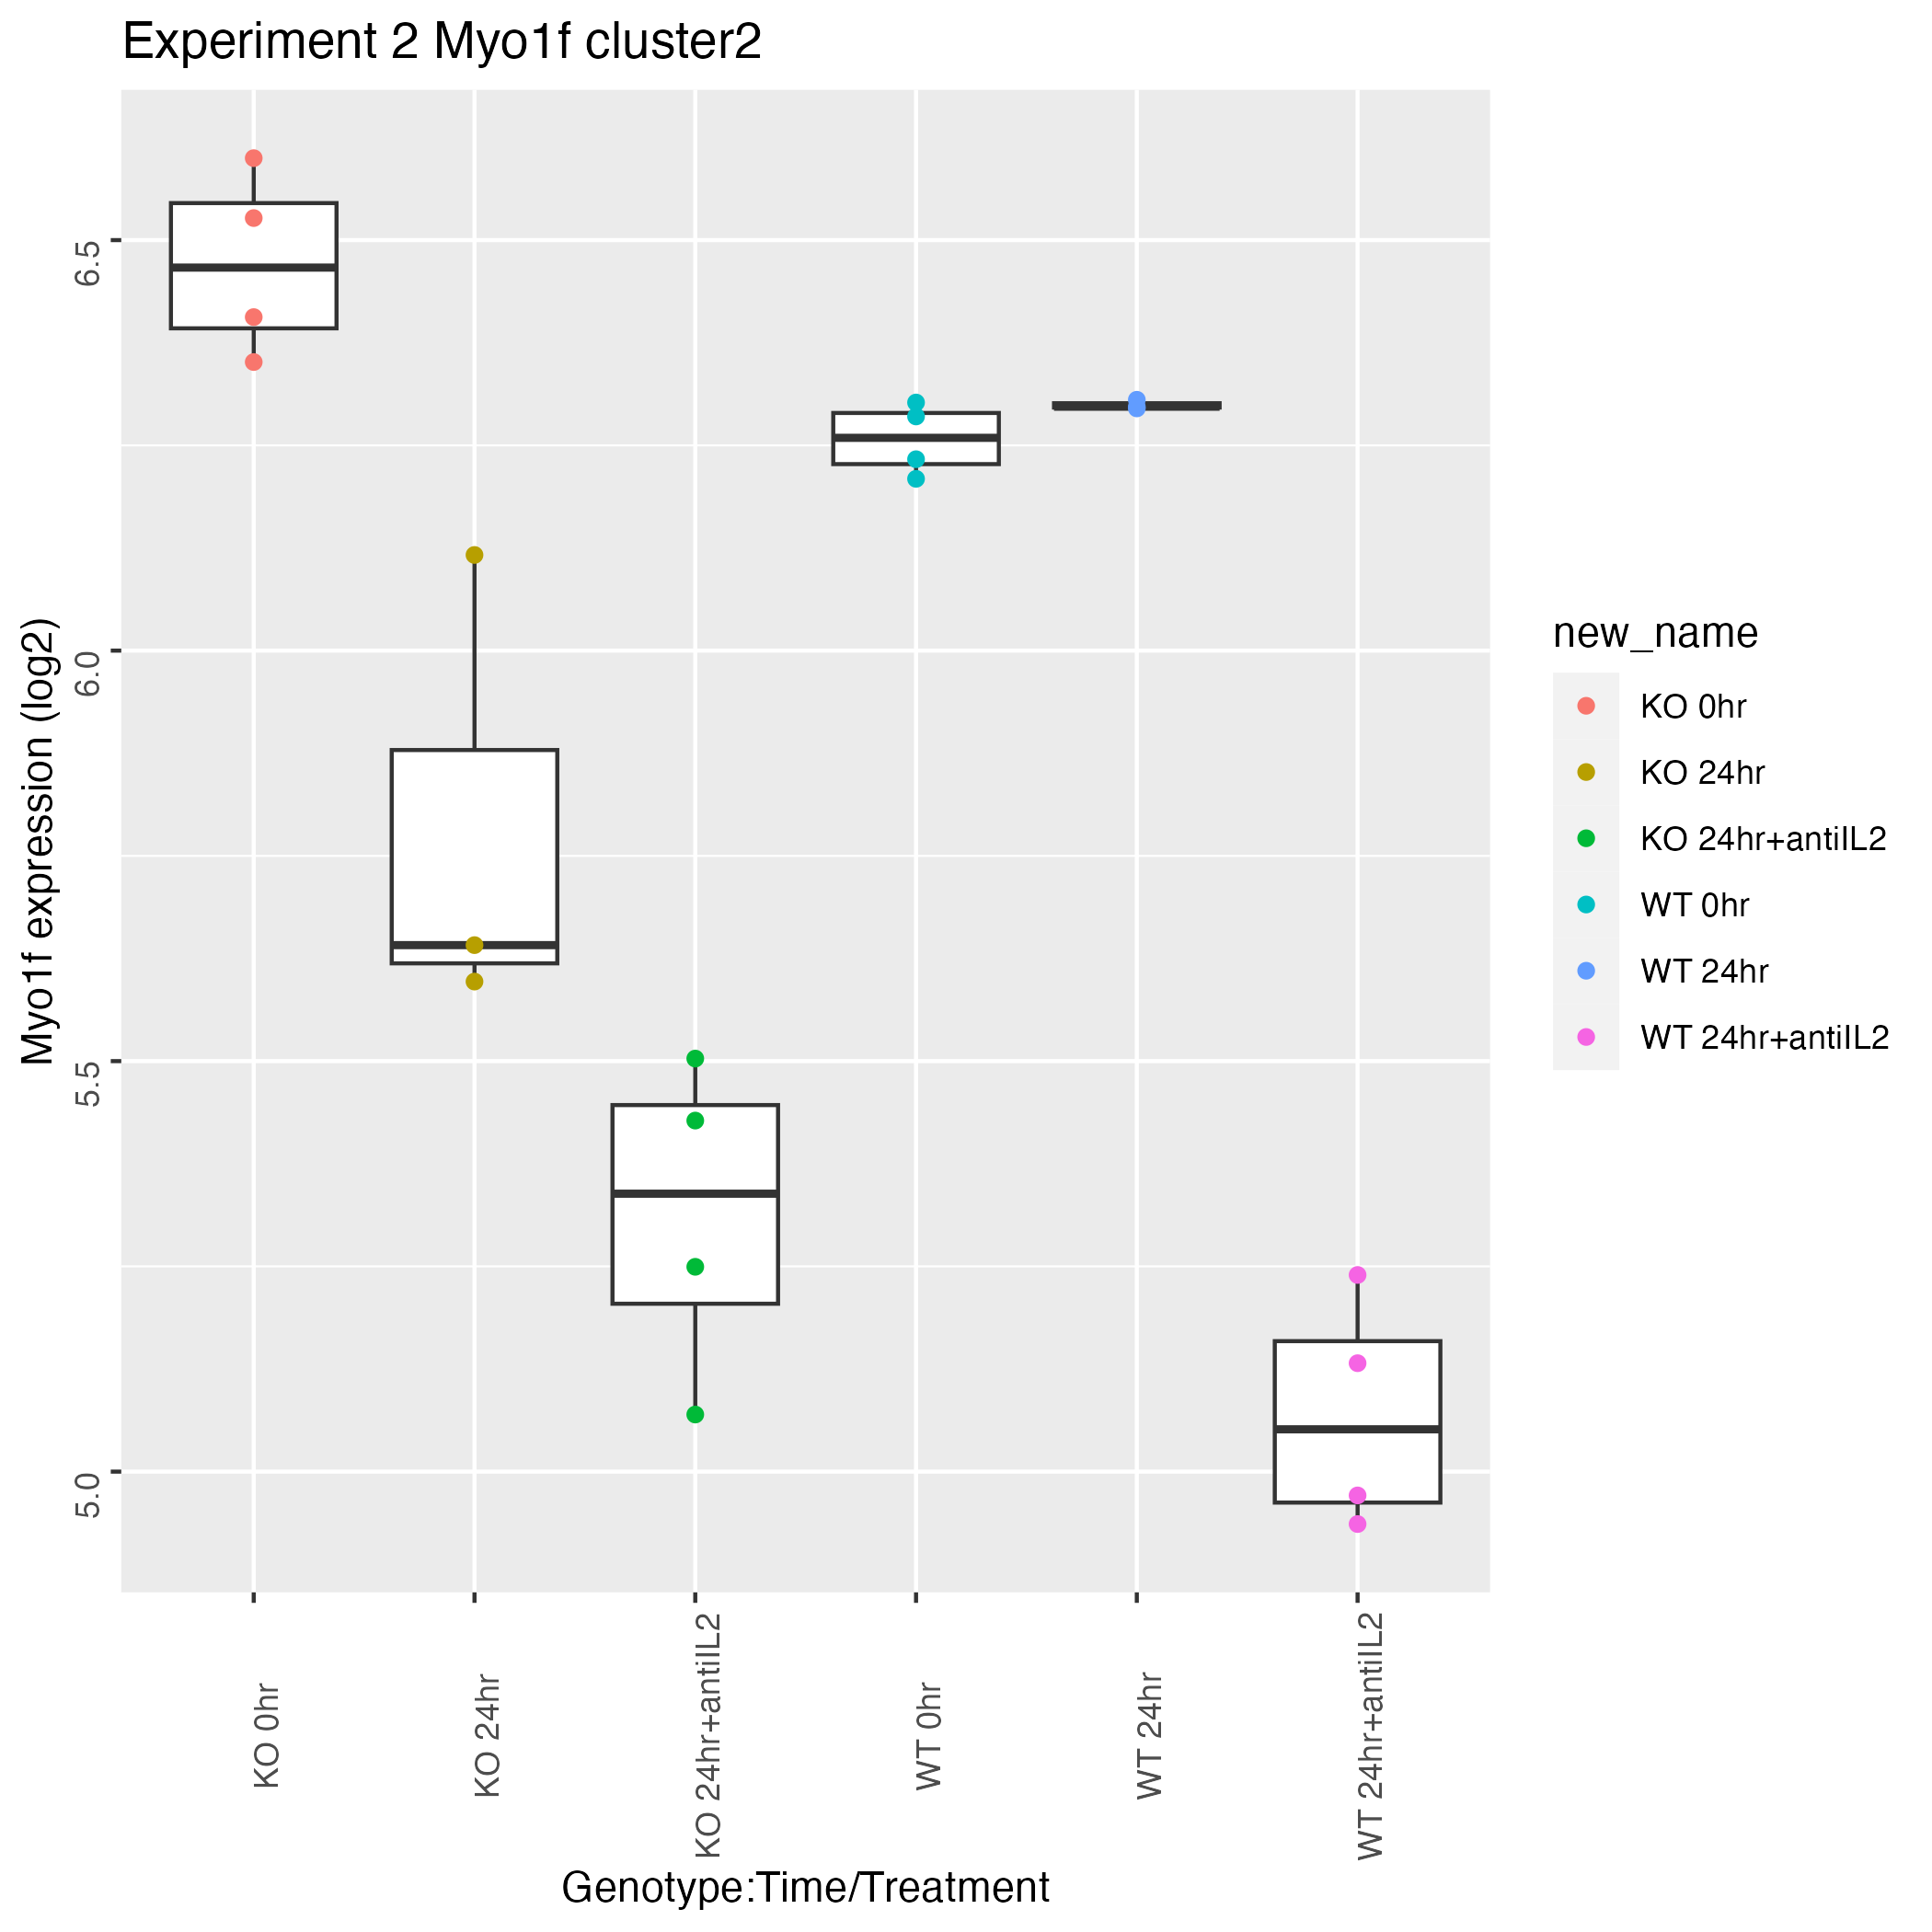 Experiment 2 Myo1f cluster2
Myo1f expression (log2)
6.5
6.0
5.5
5.0
KO 0hr
KO 24hr
KO 24hr+antiIL2
WT 0hr
WT 24hr
WT 24hr+antiIL2
Genotype:Time/Treatment
new_name
KO 0hr
KO 24hr
KO 24hr+antiIL2
WT 0hr
WT 24hr
WT 24hr+antiIL2